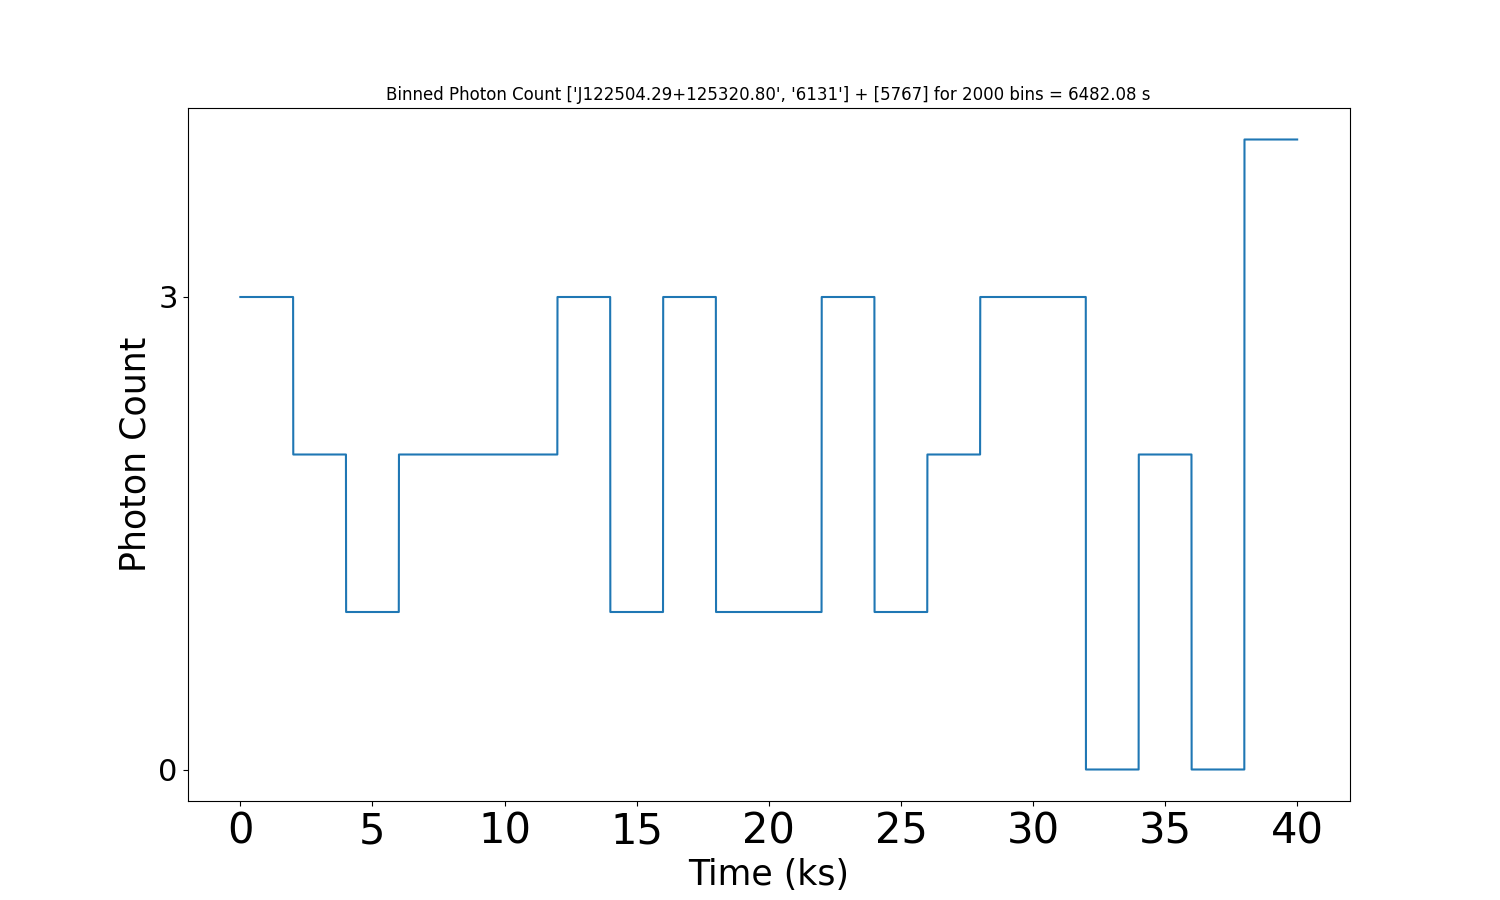 Binned Photon Count ['J122504.29+125320.80', '6131'] + [5767] for 2000 bins = 6482.08 s
Photon Count
3
0
0 5 10 15 20 25 30 35 40
Time (ks)